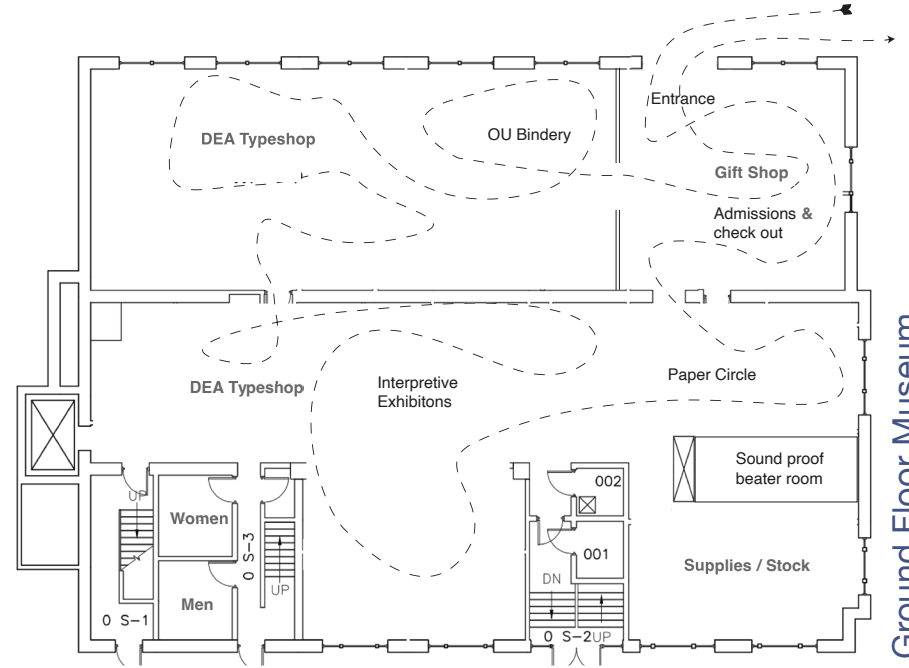 Entrance
DEA Typeshop
OU Bindery
Gift Shop
Admissions &
check out
DEA Typeshop
Interpretive
Exhibitons
Paper Circle
Sound proof
beater room
002
UP
Women
0 S-3
001
Supplies / Stock
DN
UP
Men
0 S-1
0 S-2
UP
Ground Floor Museum